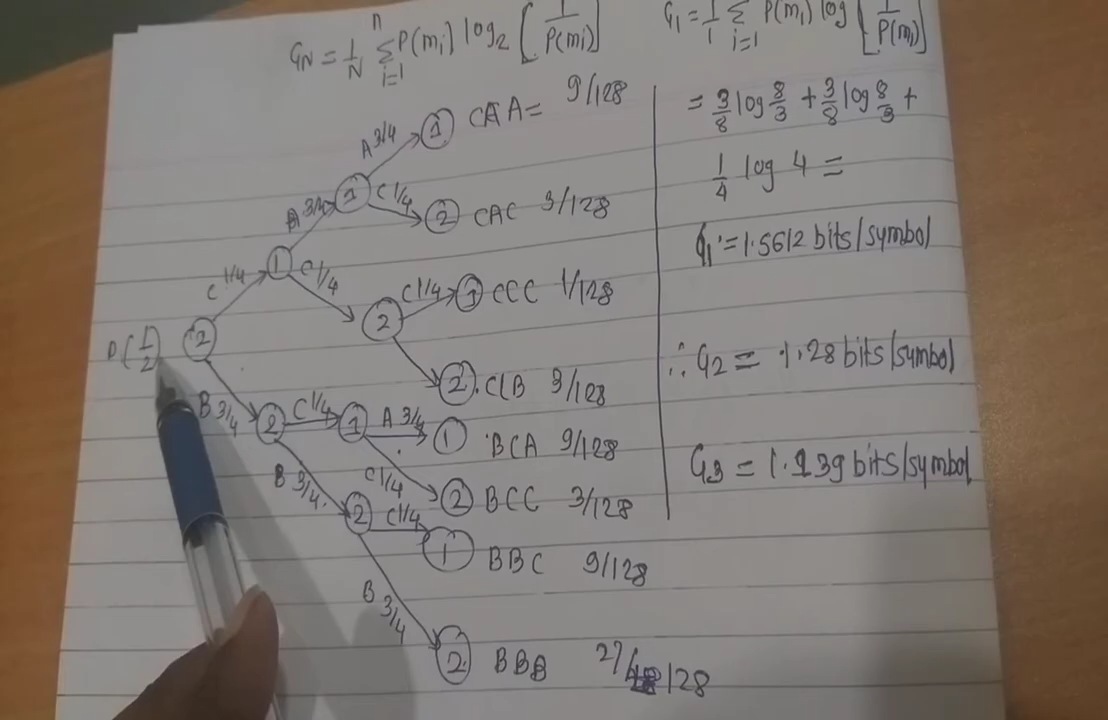 G_N = 1/N Σ_{i=1}^{n} P(m_i) log_2 [ 1/P(m_i) ]
G_1 = 1/1 Σ_{i=1} P(m_i) log [ 1/P(m_i) ]
= 3/8 log 8/3 + 3/8 log 8/3 +
1/4 log 4 =
G_1 = 1.5612 bits/symbol
∴ G_2 = 1.28 bits/symbol
G_3 = 1.139 bits/symbol
A 3/4 1 CAA = 9/128
A 3/4 1 C 1/4 2 CAC 3/128
C 1/4 1 C 1/4
C 1/4 1 CCC 1/128
2
P(1/2) 2
2 CCB 3/128
B 3/4 2 C 1/4 1 A 3/4 1 BCA 9/128
C 1/4 2 BCC 3/128
B 3/4 2 C 1/4
1 BBC 9/128
B 3/4
2 BBB 27/128